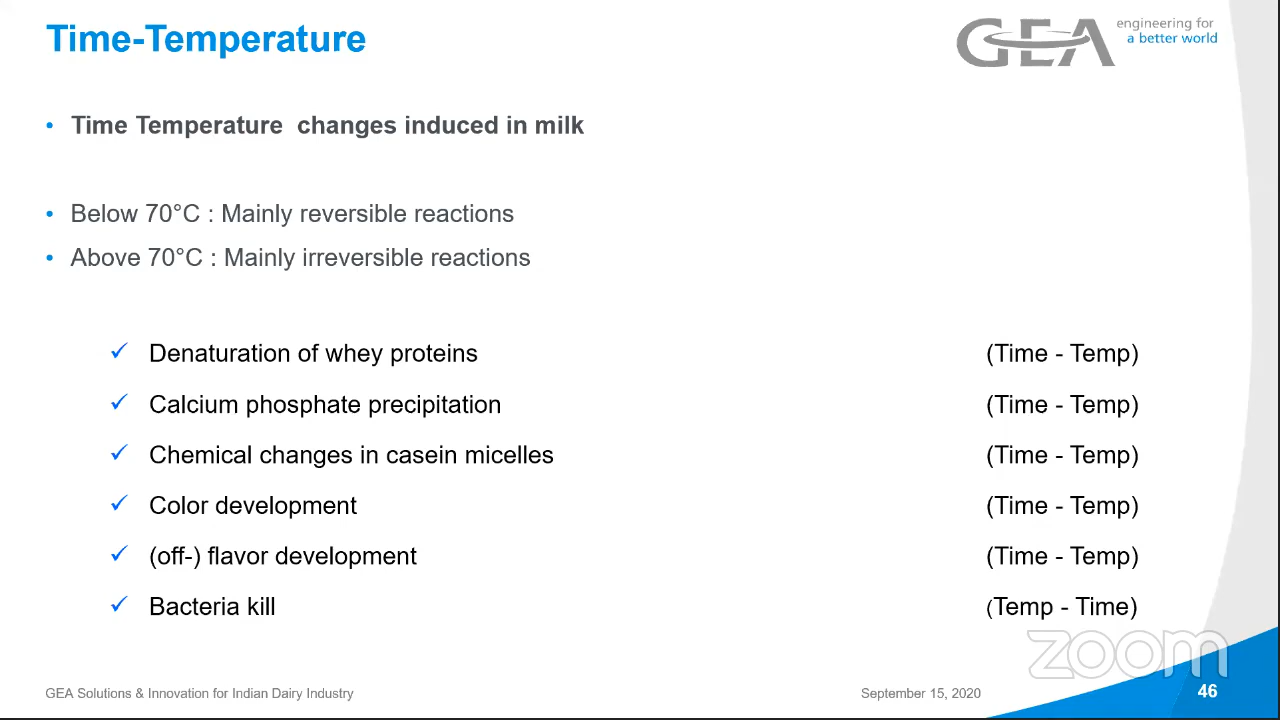 Time-Temperature
GEA
engineering for
a better world
• Time Temperature changes induced in milk
• Below 70°C : Mainly reversible reactions
• Above 70°C : Mainly irreversible reactions
✓ Denaturation of whey proteins (Time - Temp)
✓ Calcium phosphate precipitation (Time - Temp)
✓ Chemical changes in casein micelles (Time - Temp)
✓ Color development (Time - Temp)
✓ (off-) flavor development (Time - Temp)
✓ Bacteria kill (Temp - Time)
zoom
GEA Solutions & Innovation for Indian Dairy Industry September 15, 2020 46